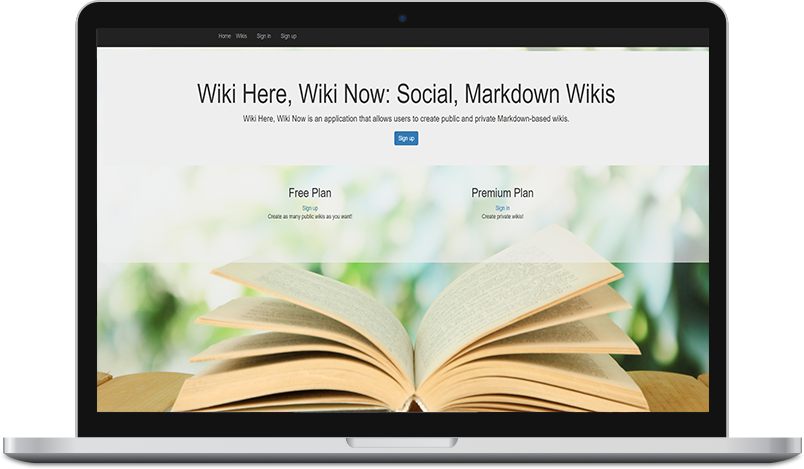 Home Wikis Sign in Sign up
Wiki Here, Wiki Now: Social, Markdown Wikis
Wiki Here, Wiki Now is an application that allows users to create public and private Markdown-based wikis.
Sign up
Free Plan
Sign up
Create as many public wikis as you want!
Premium Plan
Sign in
Create private wikis!